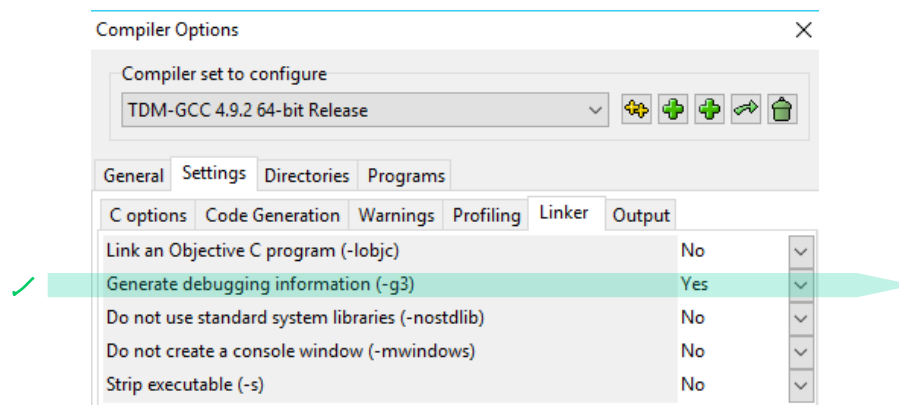 Compiler Options
Compiler set to configure
TDM-GCC 4.9.2 64-bit Release
General Settings Directories Programs
C options Code Generation Warnings Profiling Linker Output
Link an Objective C program (-lobjc) No
Generate debugging information (-g3) Yes
Do not use standard system libraries (-nostdlib) No
Do not create a console window (-mwindows) No
Strip executable (-s) No